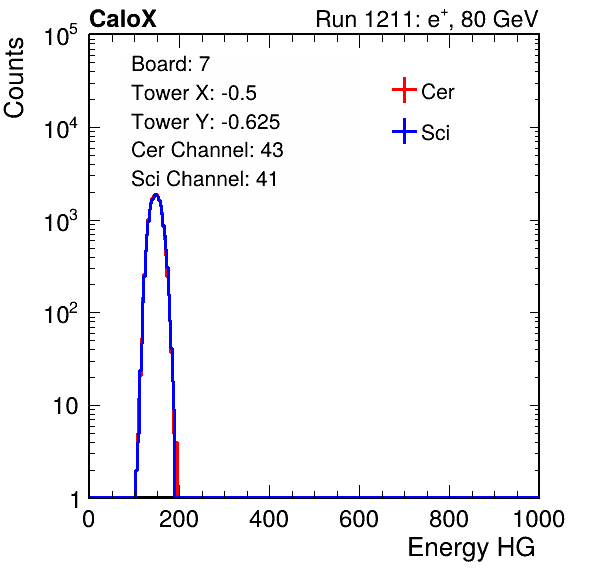 CaloX Run 1211: e⁺, 80 GeV
Counts
Board: 7
Tower X: -0.5
Tower Y: -0.625
Cer Channel: 43
Sci Channel: 41
Cer
Sci
10⁵
10⁴
10³
10²
10
1
0 200 400 600 800 1000
Energy HG